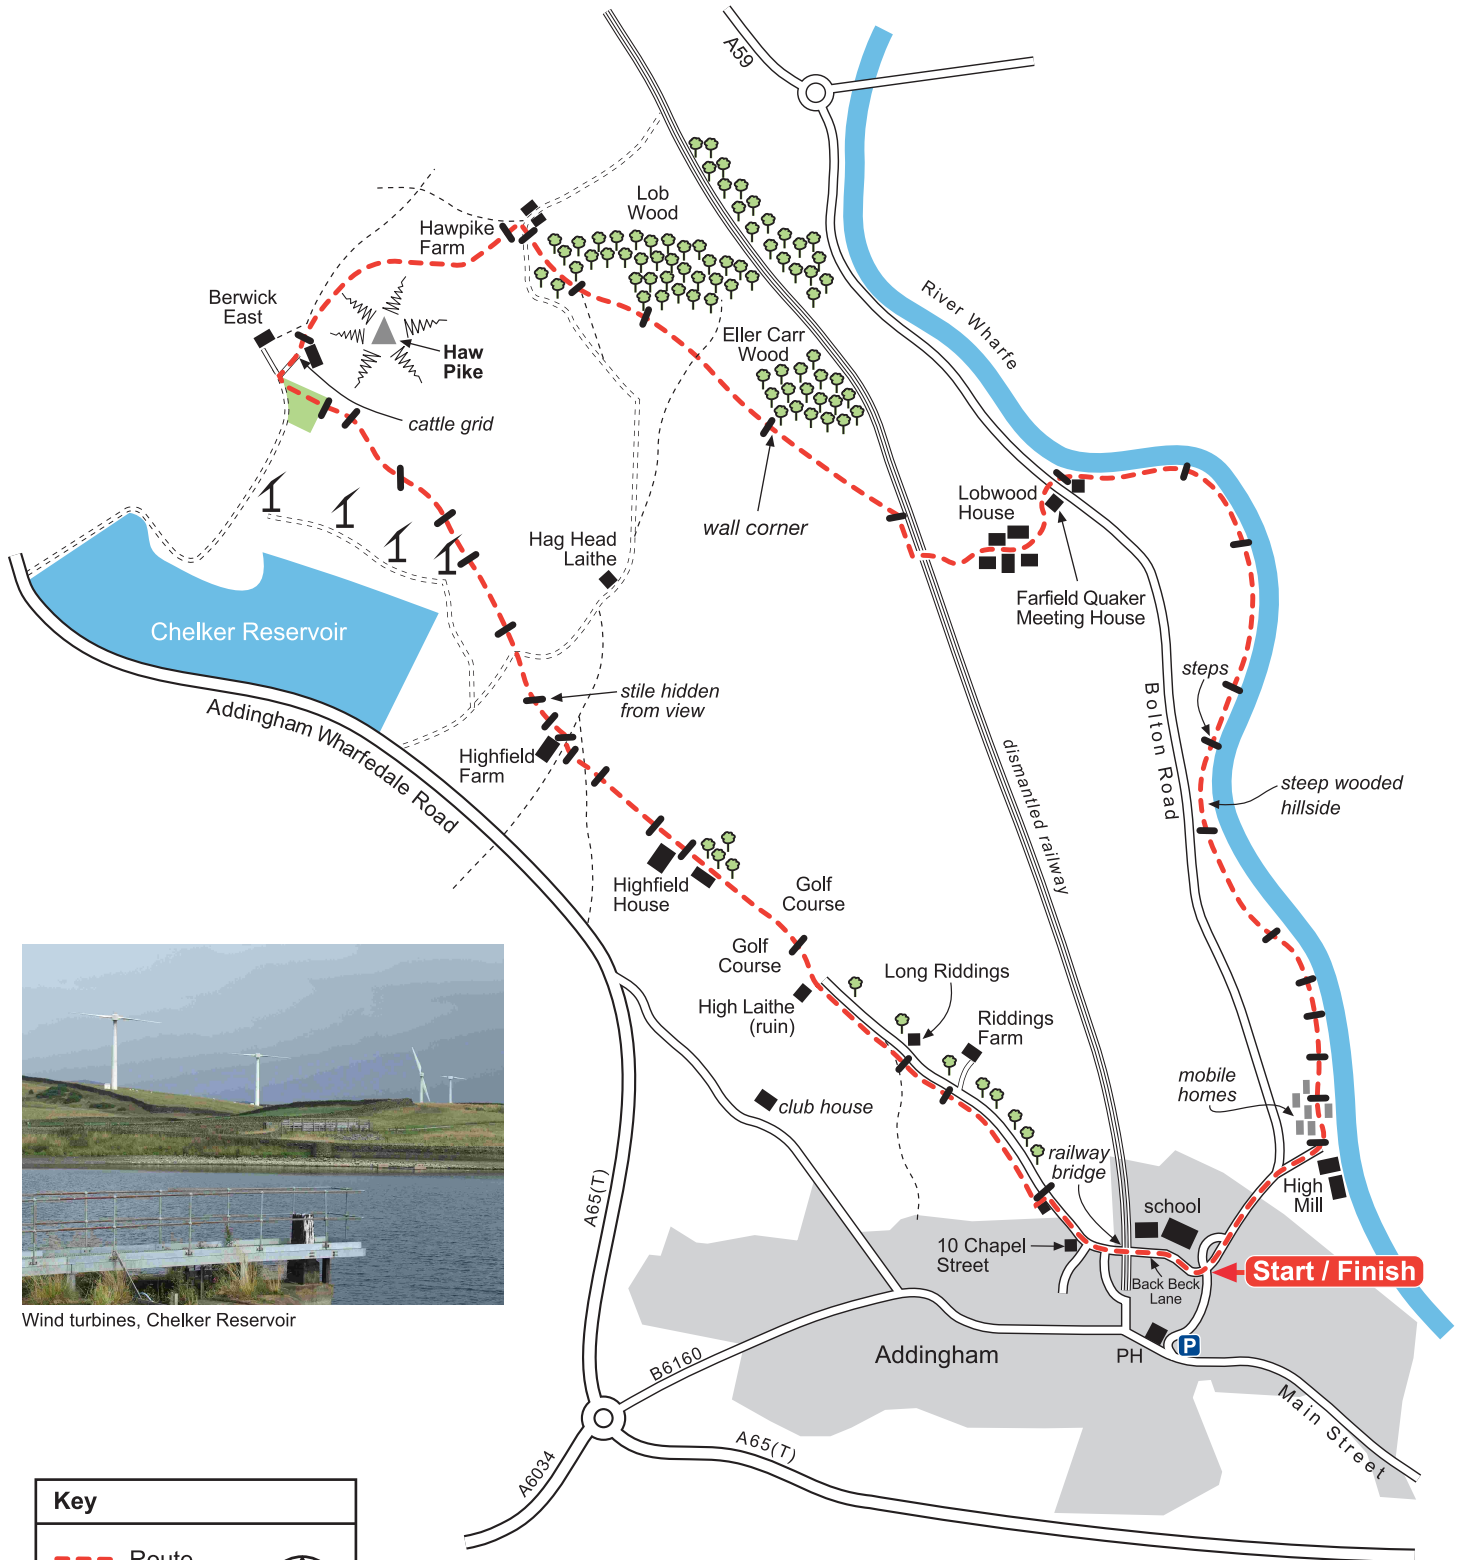 A59
Lob
Wood
Hawpike
Farm
River Wharfe
Berwick
East
Haw
Pike
Eller Carr
Wood
cattle grid
wall corner
Lobwood
House
Hag Head
Laithe
Farfield Quaker
Meeting House
Chelker Reservoir
steps
stile hidden
from view
Addingham Wharfedale Road
Bolton Road
dismantled railway
Highfield
Farm
steep wooded
hillside
Highfield
House
Golf
Course
Golf
Course
Long Riddings
High Laithe
(ruin)
Riddings
Farm
mobile
homes
club house
railway
bridge
school
High
Mill
A65(T)
10 Chapel
Street
Back Beck
Lane
Start / Finish
Wind turbines, Chelker Reservoir
Addingham
PH
P
B6160
Main Street
A65(T)
A6034
Key
Route